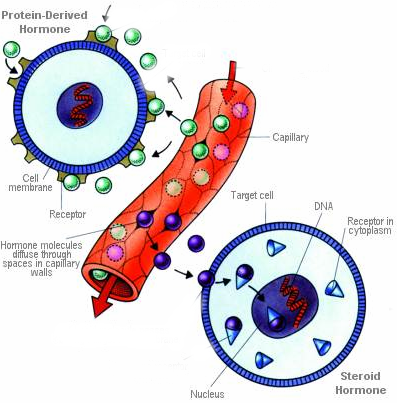 Protein-Derived
Hormone
Capillary
Cell
membrane
Receptor
Target cell
DNA
Receptor in
cytoplasm
Hormone molecules
diffuse through
spaces in capillary
walls
Nucleus
Steroid
Hormone